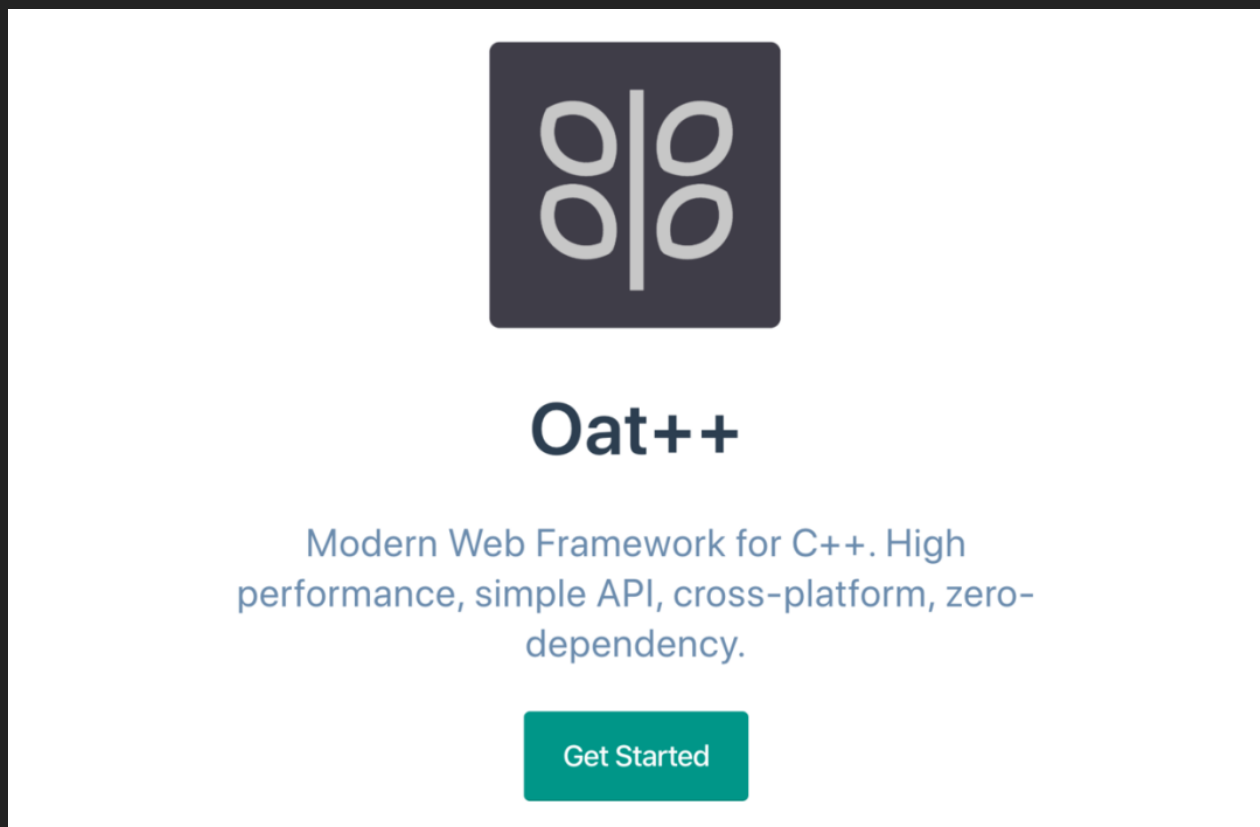 Oat++
Modern Web Framework for C++. High
performance, simple API, cross-platform, zero-
dependency.
Get Started